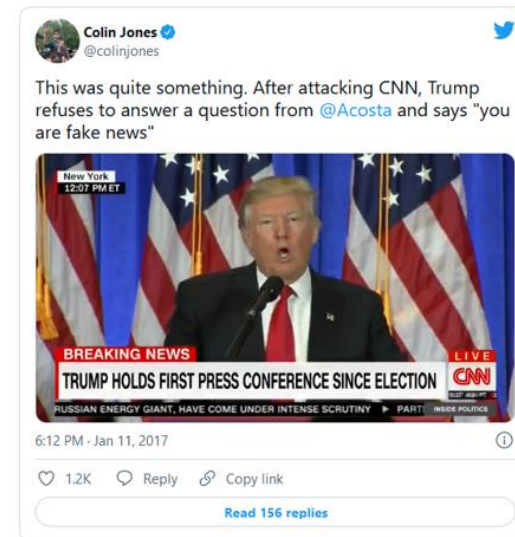 Colin Jones
@colinjones
This was quite something. After attacking CNN, Trump
refuses to answer a question from @Acosta and says "you
are fake news"
New York
12:07 PM ET
BREAKING NEWS
LIVE
TRUMP HOLDS FIRST PRESS CONFERENCE SINCE ELECTION
CNN
RUSSIAN ENERGY GIANT, HAVE COME UNDER INTENSE SCRUTINY ▶ PART
INSIDE POLITICS
6:12 PM · Jan 11, 2017
1.2K Reply Copy link
Read 156 replies